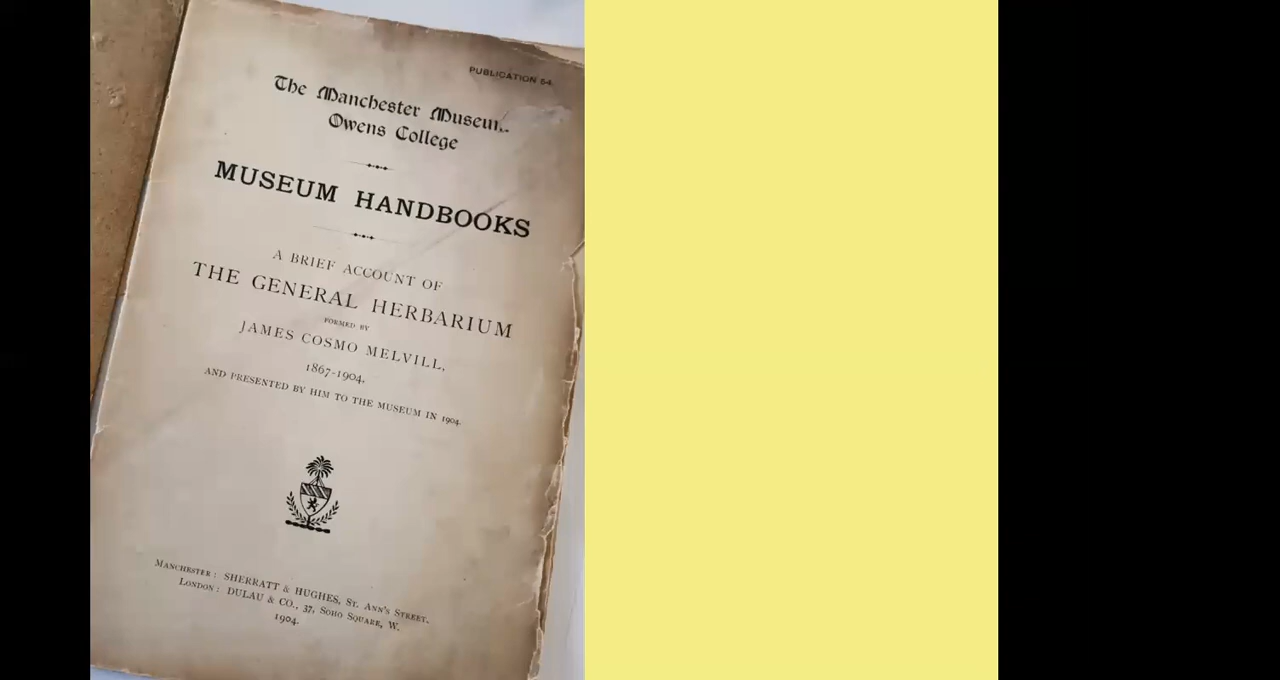 PUBLICATION 54.
The Manchester Museum.
Owens College
MUSEUM HANDBOOKS
A BRIEF ACCOUNT OF
THE GENERAL HERBARIUM
FORMED BY
JAMES COSMO MELVILL,
1867-1904,
AND PRESENTED BY HIM TO THE MUSEUM IN 1904.
MANCHESTER: SHERRATT & HUGHES, ST. ANN'S STREET.
LONDON: DULAU & CO., 37, SOHO SQUARE, W.
1904.